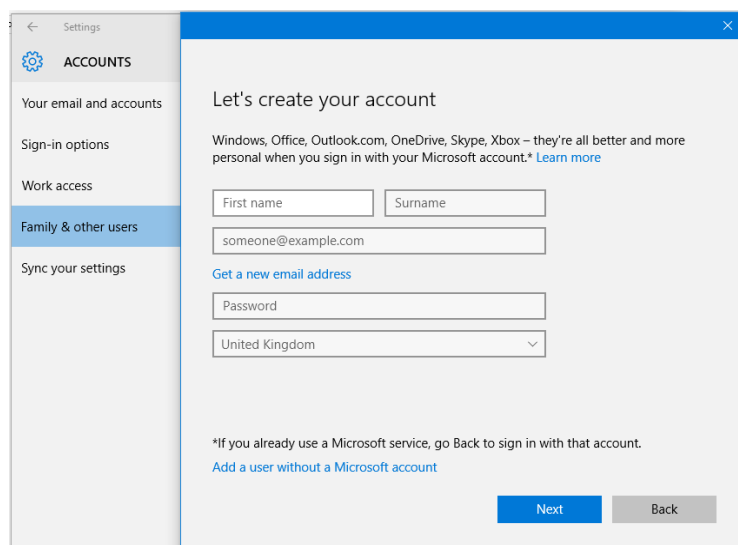 Settings
ACCOUNTS
Your email and accounts
Sign-in options
Work access
Family & other users
Sync your settings
Let's create your account
Windows, Office, Outlook.com, OneDrive, Skype, Xbox – they're all better and more
personal when you sign in with your Microsoft account.* Learn more
First name Surname
someone@example.com
Get a new email address
Password
United Kingdom
*If you already use a Microsoft service, go Back to sign in with that account.
Add a user without a Microsoft account
Next Back